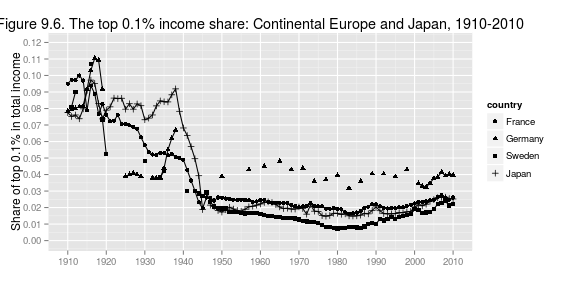 Figure 9.6. The top 0.1% income share: Continental Europe and Japan, 1910-2010
Share of top 0.1% in total income
0.12
0.11
0.10
0.09
0.08
0.07
0.06
0.05
0.04
0.03
0.02
0.01
0.00
1910 1920 1930 1940 1950 1960 1970 1980 1990 2000 2010
country
France
Germany
Sweden
Japan